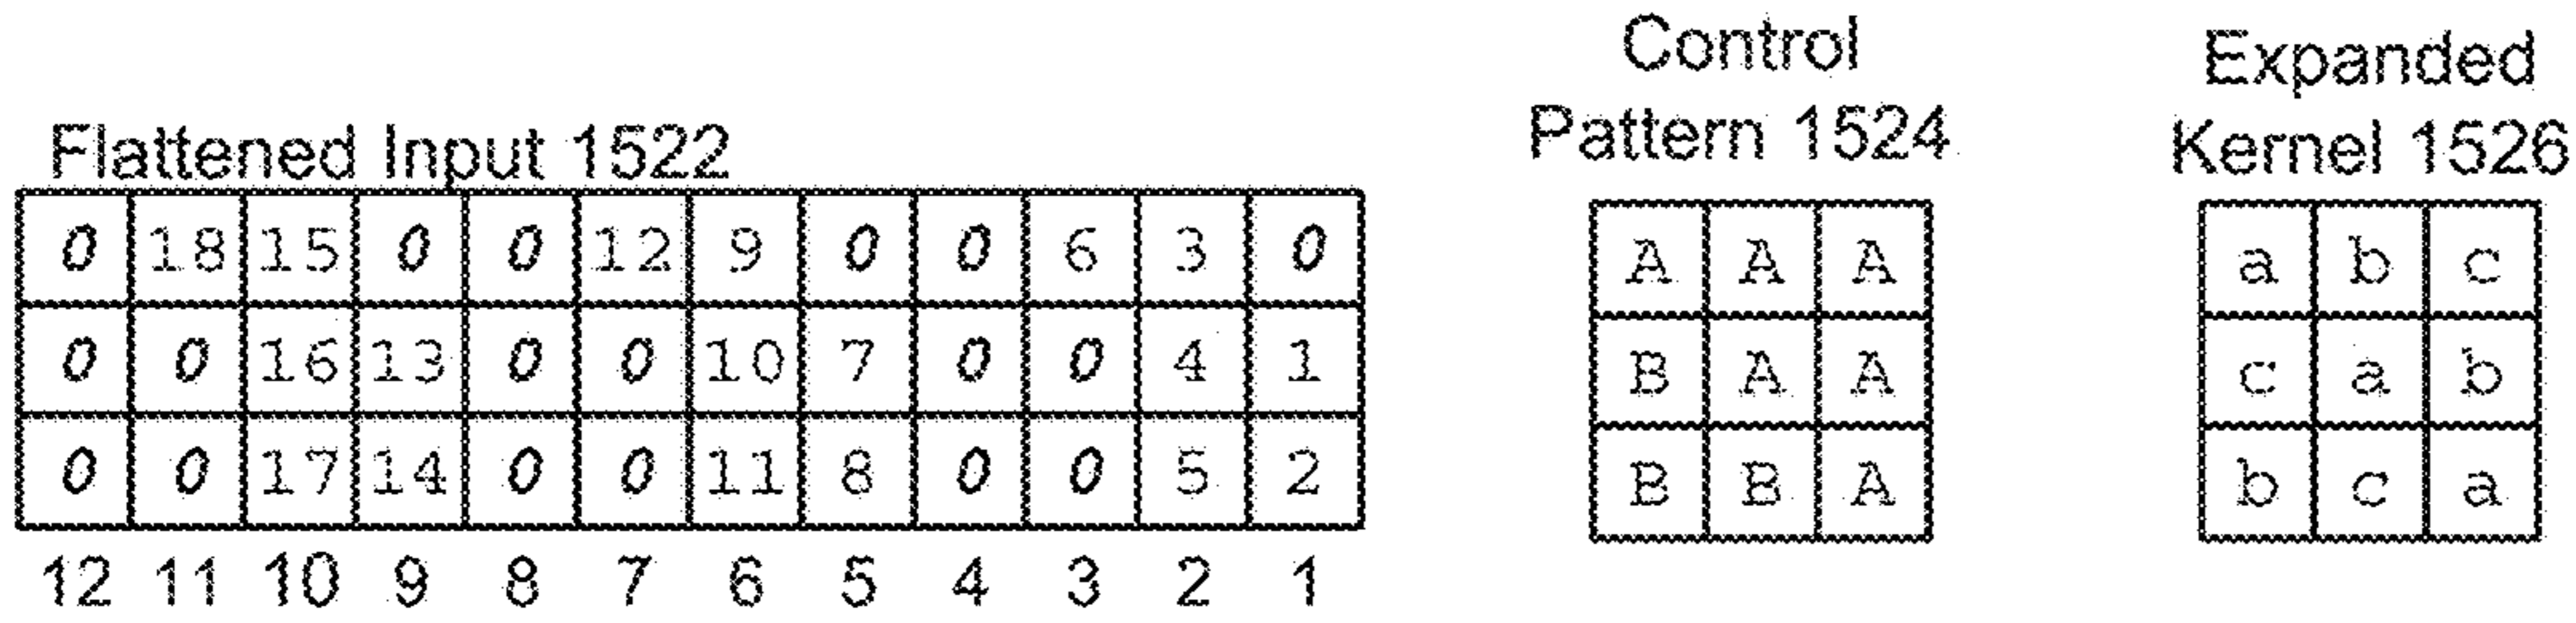 Flattened Input 1522
0 18 15 0 0 12 9 0 0 6 3 0
0 0 16 13 0 0 10 7 0 0 4 1
0 0 17 14 0 0 11 8 0 0 5 2
12 11 10 9 8 7 6 5 4 3 2 1
Control
Pattern 1524
A A A
B A A
B B A
Expanded
Kernel 1526
a b c
c a b
b c a